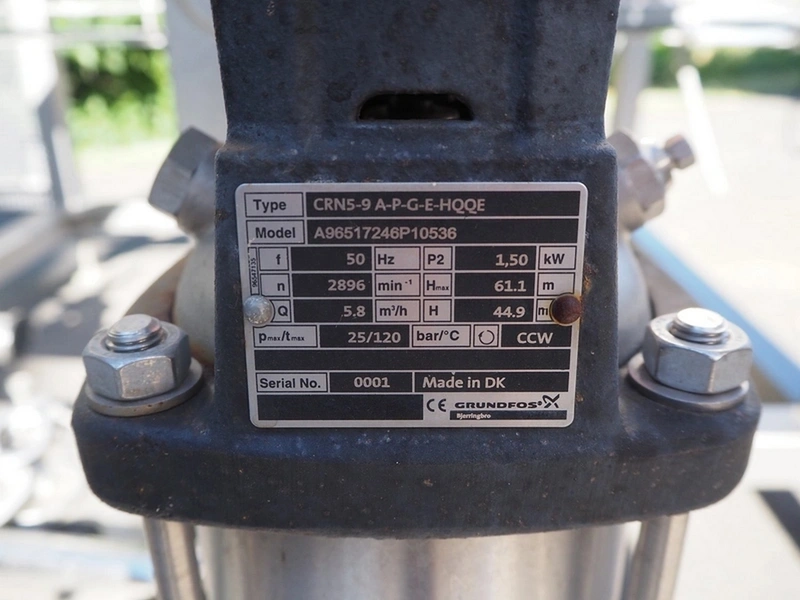 Type CRN5-9 A-P-G-E-HQQE
Model A96517246P10536
f 50 Hz P2 1,50 kW
n 2896 min⁻¹ Hmax 61.1 m
Q 5.8 m³/h H 44.9 m
pmax/tmax 25/120 bar/°C CCW
Serial No. 0001 Made in DK
CE GRUNDFOS
Bjerringbro